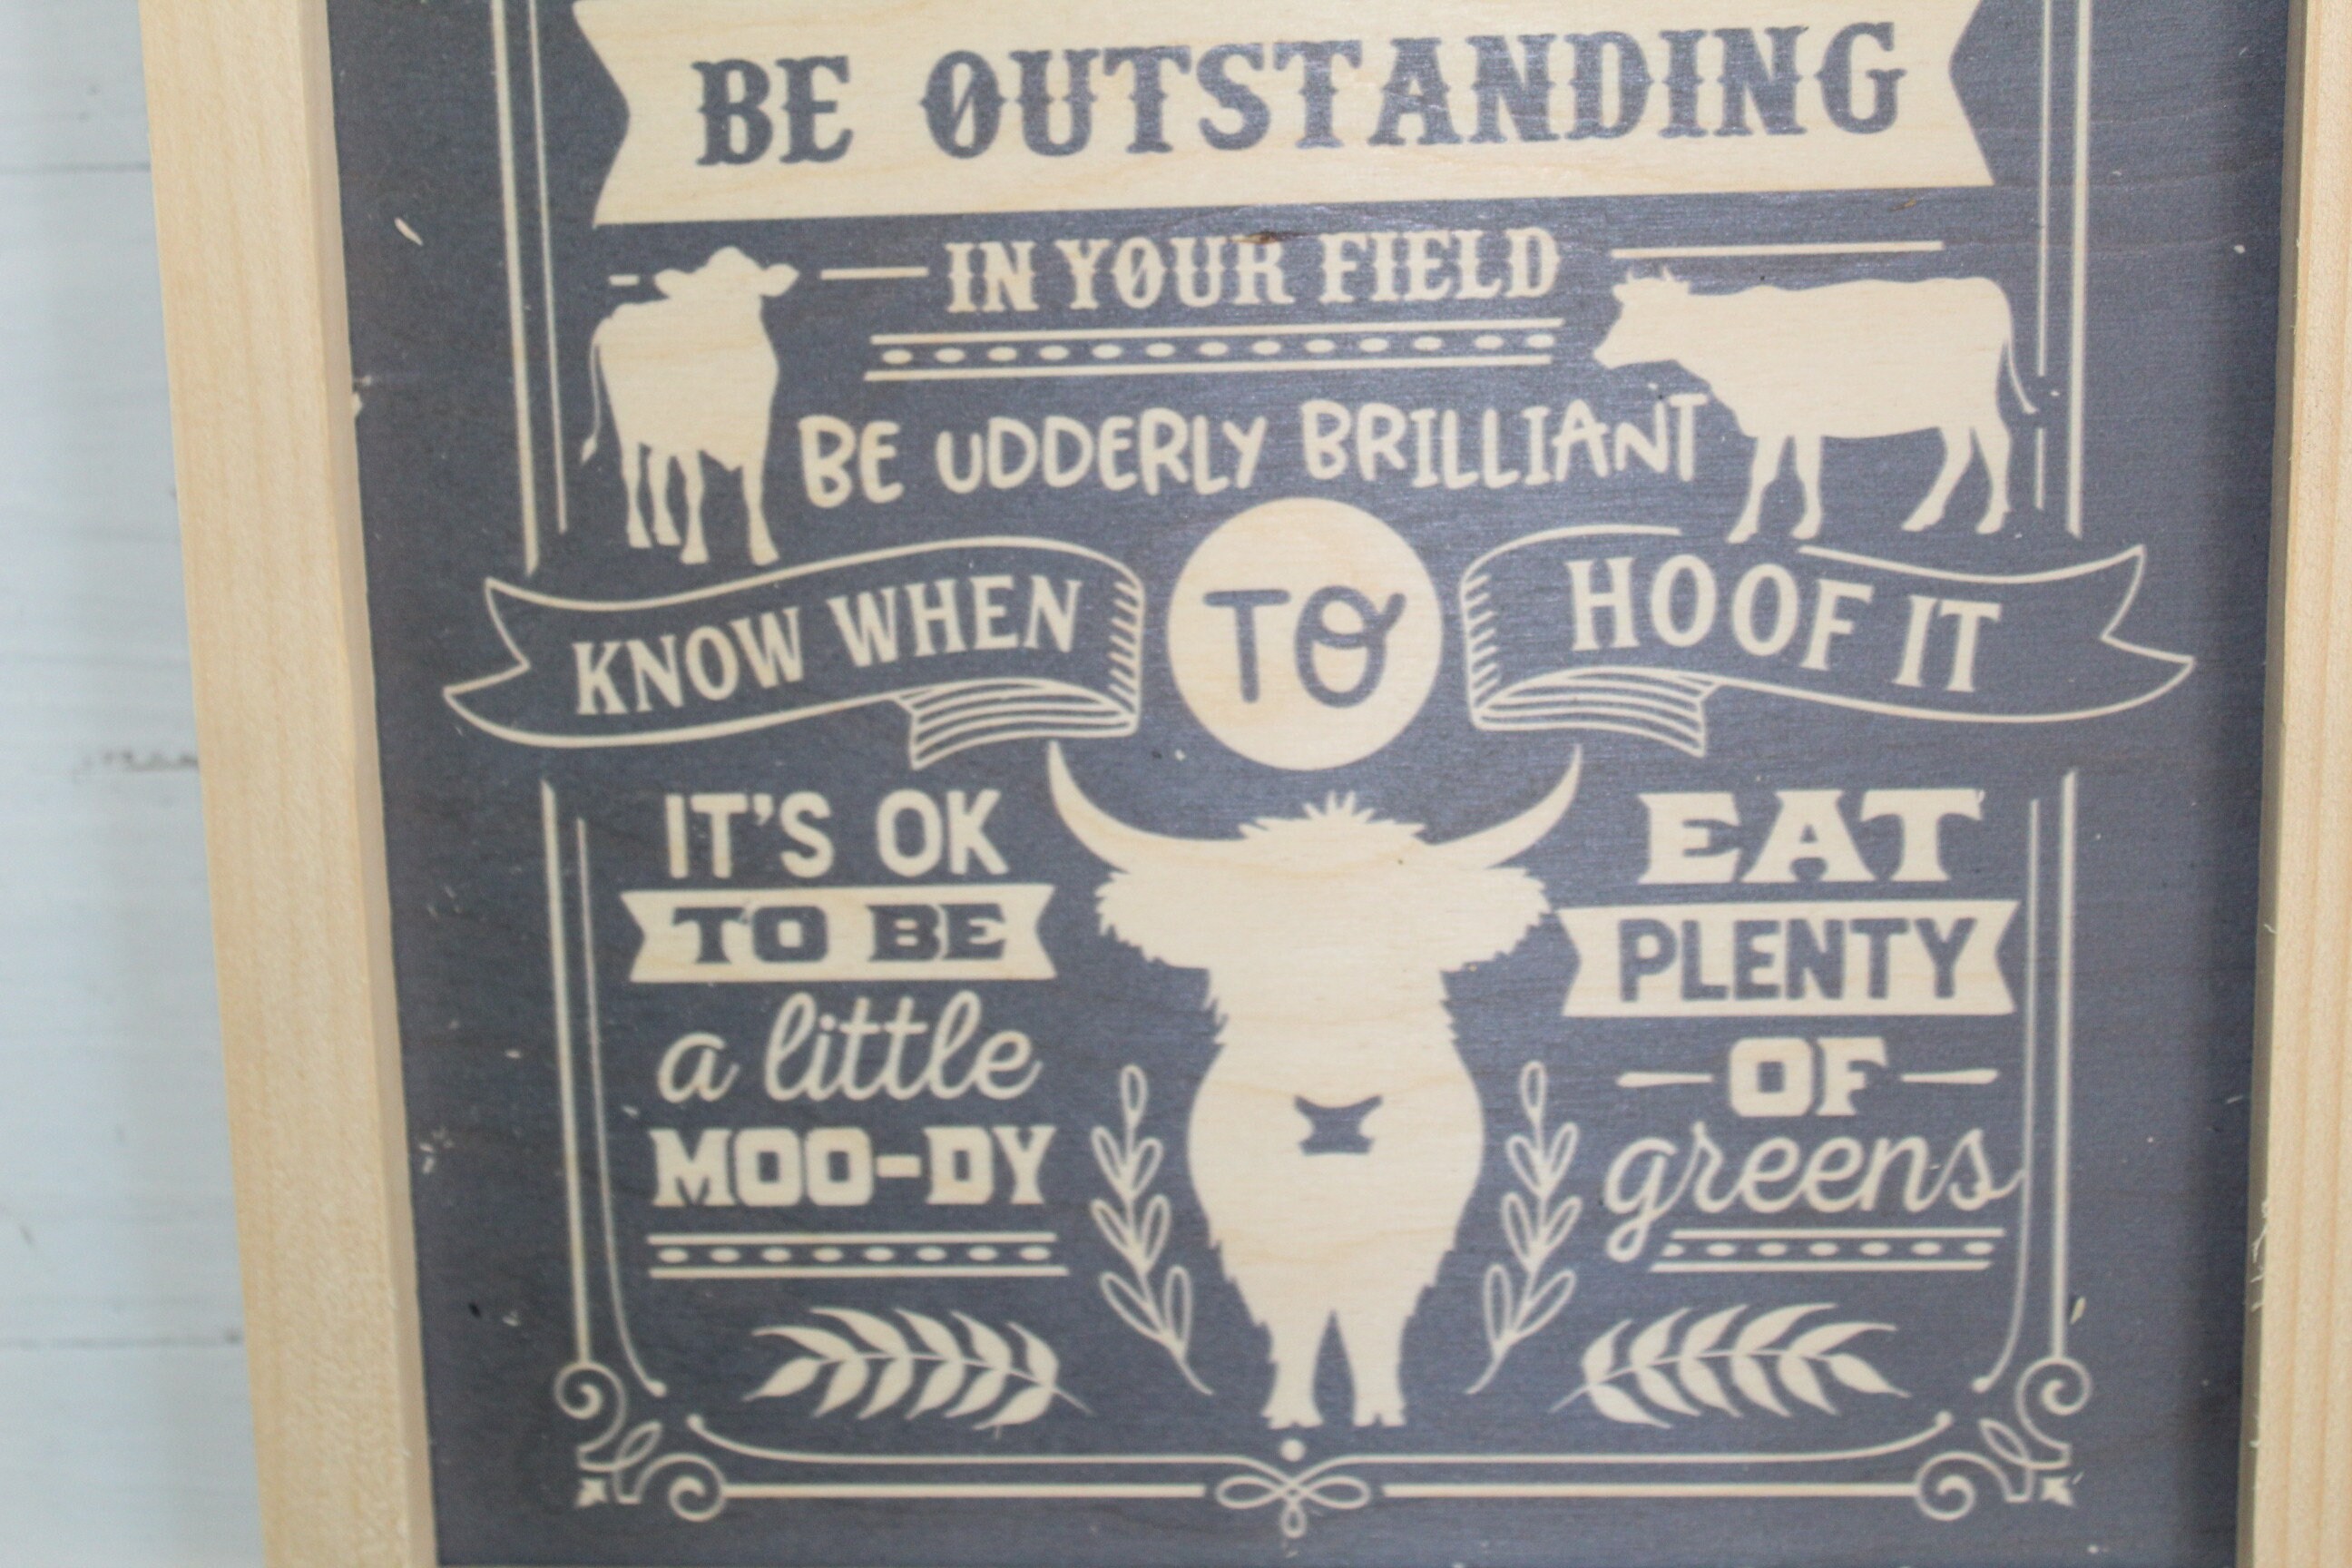 BE OUTSTANDING
IN YOUR FIELD
BE UDDERLY BRILLIANT
KNOW WHEN TO HOOF IT
IT'S OK
TO BE
a little
MOO-DY
EAT
PLENTY
OF
greens